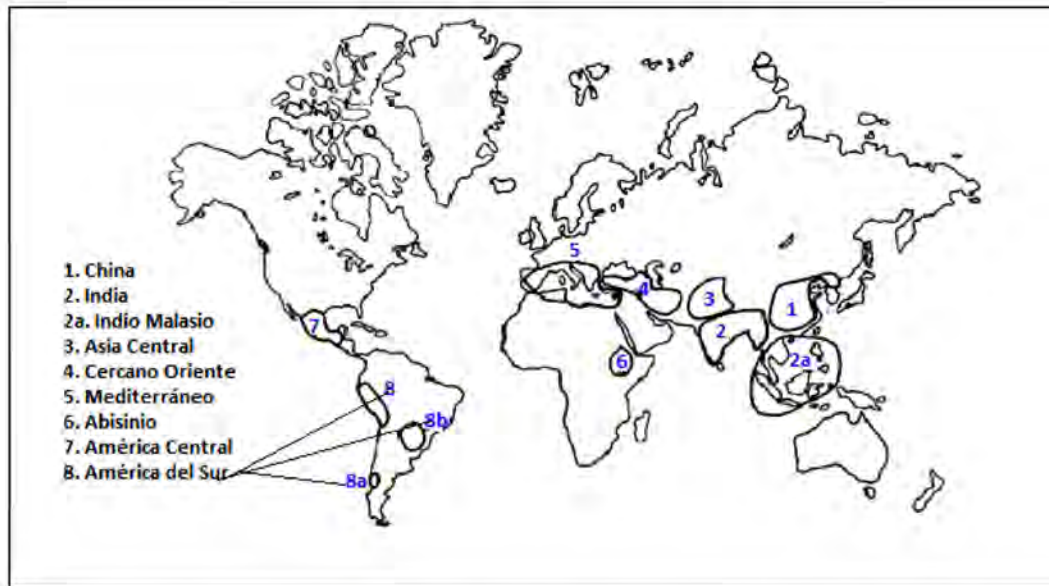 1. China
2. India
2a. Indio Malasio
3. Asia Central
4. Cercano Oriente
5. Mediterráneo
6. Abisinio
7. América Central
8. América del Sur
5
4
3
1
2
7
2a
6
8
8b
8a